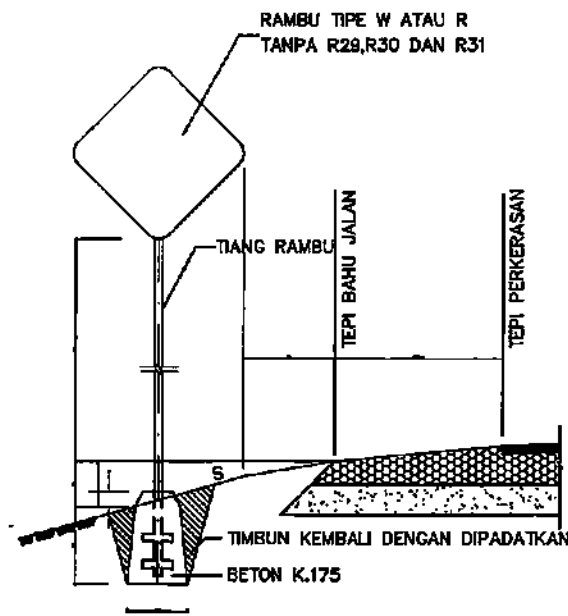 RAMBU TIPE W ATAU R
TANPA R29,R30 DAN R31
TIANG RAMBU
TEPI BAHU JALAN
TEPI PERKERASAN
S
TIMBUN KEMBALI DENGAN DIPADATKAN
BETON K.175